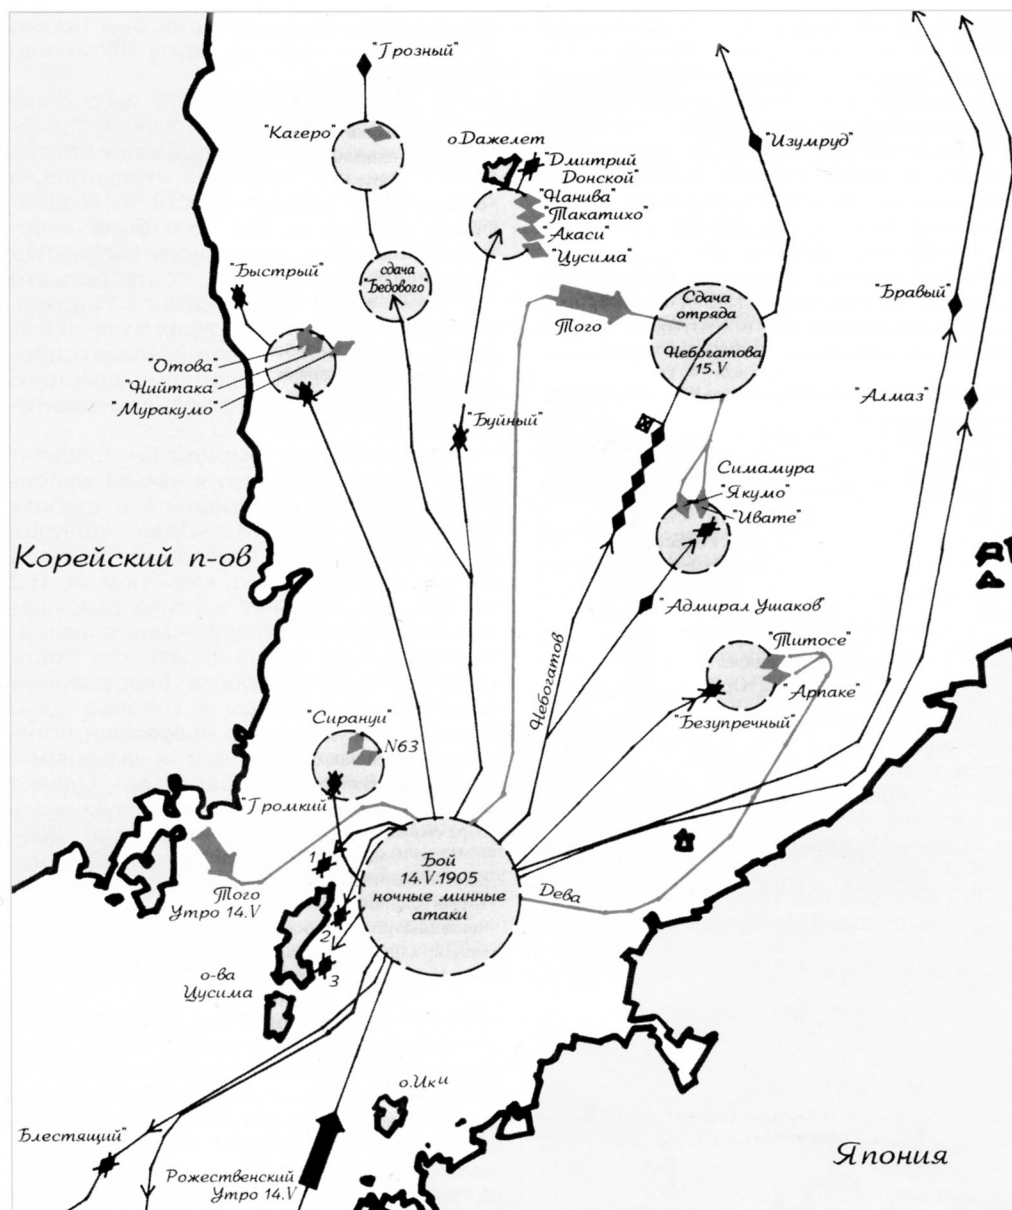 "Грозный"
"Кагеро"
о.Дажелет
"Дмитрий
Донской"
"Нанива"
"Такатихо"
"Акаси"
"Цусима"
"Изумруд"
"Быстрый"
сдача
"Бедового"
Того
Сдача
отряда
Небогатова
15.V
"Бравый"
"Отова"
"Нийтака"
"Муракумо"
"Буйный"
"Алмаз"
Симамура
"Якумо"
"Ивате"
Корейский п-ов
"Адмирал Ушаков"
Небогатов
"Титосе"
"Арпаке"
"Безупречный"
"Сирануи"
N63
"Громкий"
1
Бой
14.V.1905
ночные минные
атаки
Дева
Того
Утро 14.V
2
3
о-ва
Цусима
о.Ики
Блестящий"
Рожественский
Утро 14.V
Япония